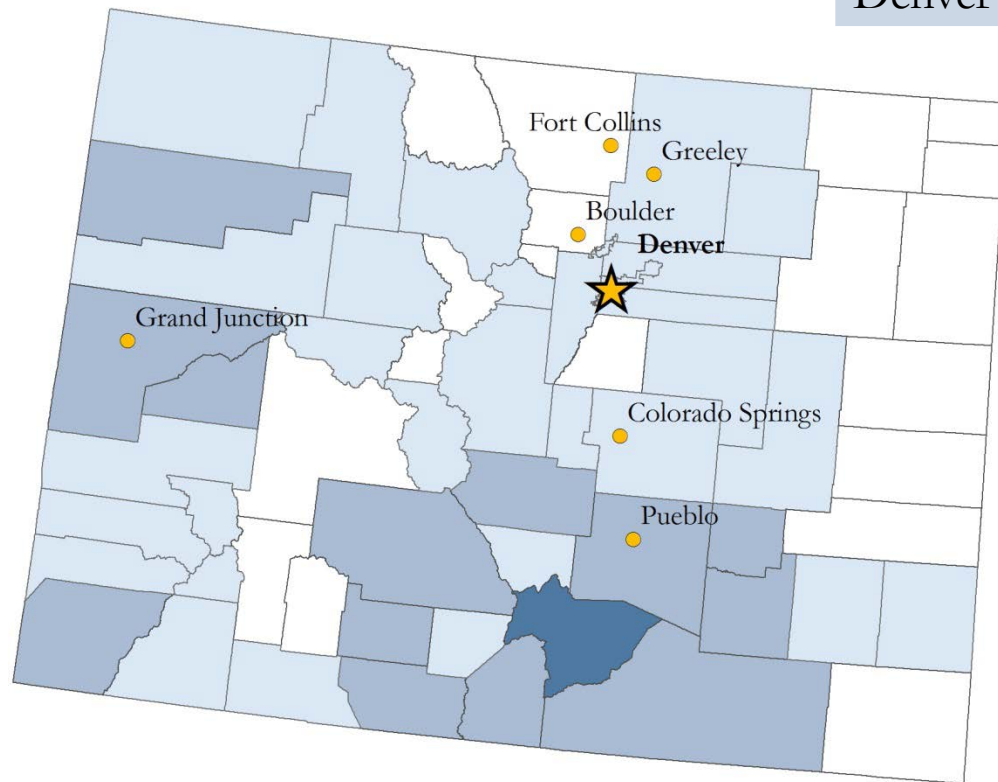 Denver
Fort Collins
Greeley
Boulder
Denver
Grand Junction
Colorado Springs
Pueblo